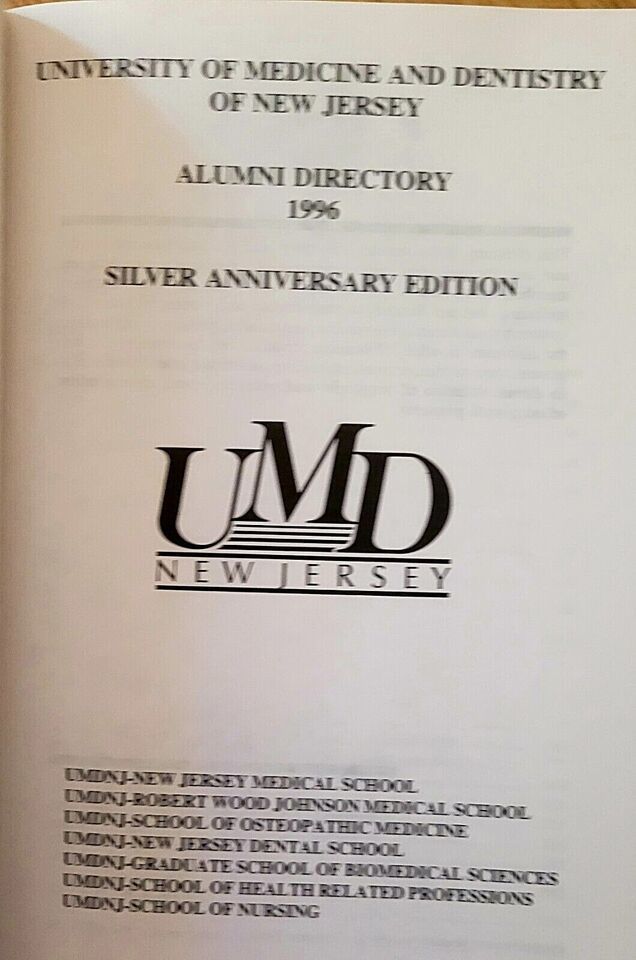 UNIVERSITY OF MEDICINE AND DENTISTRY
OF NEW JERSEY
ALUMNI DIRECTORY
1996
SILVER ANNIVERSARY EDITION
UMD
NEW JERSEY
UMDNJ-NEW JERSEY MEDICAL SCHOOL
UMDNJ-ROBERT WOOD JOHNSON MEDICAL SCHOOL
UMDNJ-SCHOOL OF OSTEOPATHIC MEDICINE
UMDNJ-NEW JERSEY DENTAL SCHOOL
UMDNJ-GRADUATE SCHOOL OF BIOMEDICAL SCIENCES
UMDNJ-SCHOOL OF HEALTH RELATED PROFESSIONS
UMDNJ-SCHOOL OF NURSING